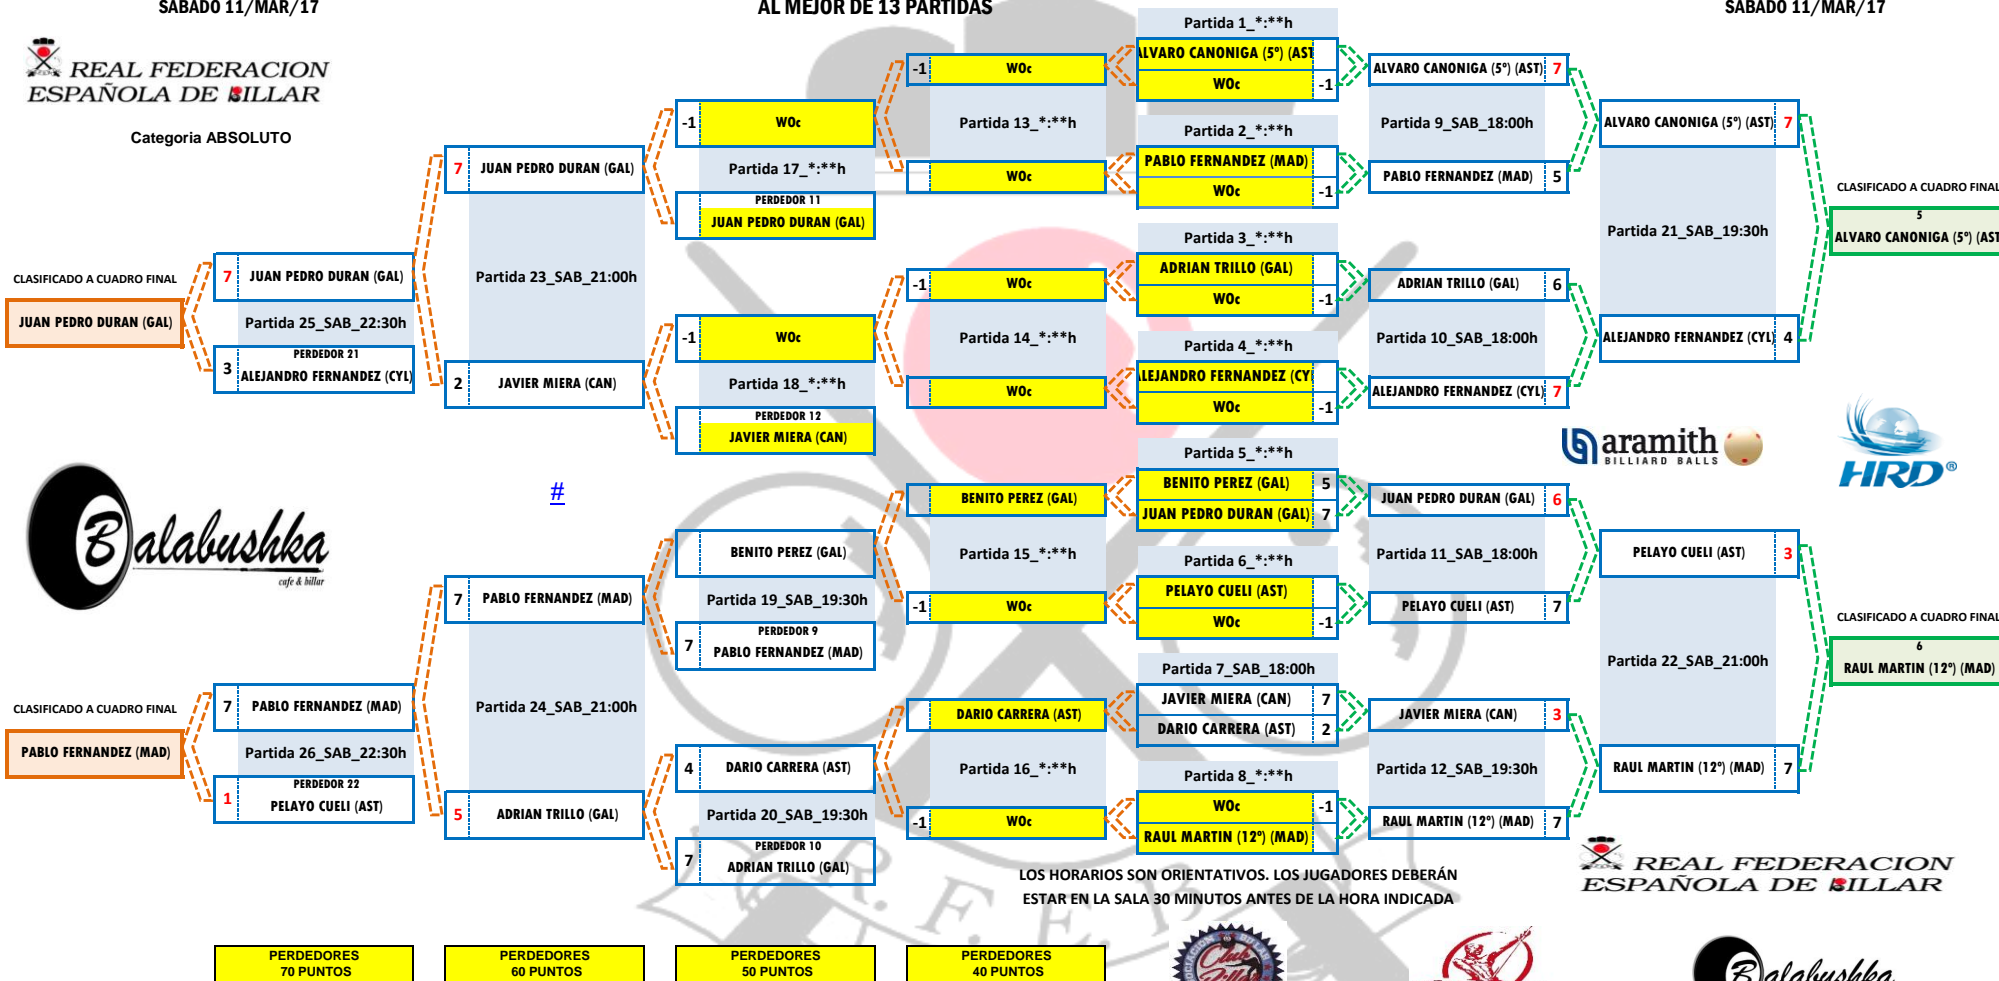 SABADO 11/MAR/17
AL MEJOR DE 13 PARTIDAS
SABADO 11/MAR/17
REAL FEDERACION
ESPAÑOLA DE BILLAR
Categoria ABSOLUTO
CLASIFICADO A CUADRO FINAL
JUAN PEDRO DURAN (GAL)
7 JUAN PEDRO DURAN (GAL)
Partida 25_SAB_22:30h
PERDEDOR 21
3 ALEJANDRO FERNANDEZ (CYL)
CLASIFICADO A CUADRO FINAL
PABLO FERNANDEZ (MAD)
7 PABLO FERNANDEZ (MAD)
Partida 26_SAB_22:30h
PERDEDOR 22
1 PELAYO CUELI (AST)
Balabushka
cafe & billar
7 JUAN PEDRO DURAN (GAL)
Partida 23_SAB_21:00h
2 JAVIER MIERA (CAN)
#
7 PABLO FERNANDEZ (MAD)
Partida 24_SAB_21:00h
5 ADRIAN TRILLO (GAL)
-1 WOc
Partida 17_*:**h
PERDEDOR 11
JUAN PEDRO DURAN (GAL)
-1 WOc
Partida 18_*:**h
PERDEDOR 12
JAVIER MIERA (CAN)
BENITO PEREZ (GAL)
Partida 19_SAB_19:30h
PERDEDOR 9
7 PABLO FERNANDEZ (MAD)
4 DARIO CARRERA (AST)
Partida 20_SAB_19:30h
PERDEDOR 10
7 ADRIAN TRILLO (GAL)
-1 WOc
Partida 13_*:**h
WOc
-1 WOc
Partida 14_*:**h
WOc
BENITO PEREZ (GAL)
Partida 15_*:**h
-1 WOc
DARIO CARRERA (AST)
Partida 16_*:**h
-1 WOc
Partida 1_*:**h
ALVARO CANONIGA (5º) (AST
WOc -1
Partida 2_*:**h
PABLO FERNANDEZ (MAD)
WOc -1
Partida 3_*:**h
ADRIAN TRILLO (GAL)
WOc -1
Partida 4_*:**h
ALEJANDRO FERNANDEZ (CY
WOc -1
Partida 5_*:**h
BENITO PEREZ (GAL) 5
JUAN PEDRO DURAN (GAL) 7
Partida 6_*:**h
PELAYO CUELI (AST)
WOc -1
Partida 7_SAB_18:00h
JAVIER MIERA (CAN) 7
DARIO CARRERA (AST) 2
Partida 8_*:**h
WOc -1
RAUL MARTIN (12º) (MAD)
ALVARO CANONIGA (5º) (AST) 7
Partida 9_SAB_18:00h
PABLO FERNANDEZ (MAD) 5
ADRIAN TRILLO (GAL) 6
Partida 10_SAB_18:00h
ALEJANDRO FERNANDEZ (CYL) 7
JUAN PEDRO DURAN (GAL) 6
Partida 11_SAB_18:00h
PELAYO CUELI (AST) 7
JAVIER MIERA (CAN) 3
Partida 12_SAB_19:30h
RAUL MARTIN (12º) (MAD) 7
ALVARO CANONIGA (5º) (AST) 7
Partida 21_SAB_19:30h
ALEJANDRO FERNANDEZ (CYL) 4
aramith
BILLIARD BALLS
HRD®
PELAYO CUELI (AST) 3
Partida 22_SAB_21:00h
RAUL MARTIN (12º) (MAD) 7
CLASIFICADO A CUADRO FINAL
5
ALVARO CANONIGA (5º) (AST
CLASIFICADO A CUADRO FINAL
6
RAUL MARTIN (12º) (MAD)
LOS HORARIOS SON ORIENTATIVOS. LOS JUGADORES DEBERÁN
ESTAR EN LA SALA 30 MINUTOS ANTES DE LA HORA INDICADA
REAL FEDERACION
ESPAÑOLA DE BILLAR
R. F. E. B.
PERDEDORES
70 PUNTOS
PERDEDORES
60 PUNTOS
PERDEDORES
50 PUNTOS
PERDEDORES
40 PUNTOS
Club
Balabushka